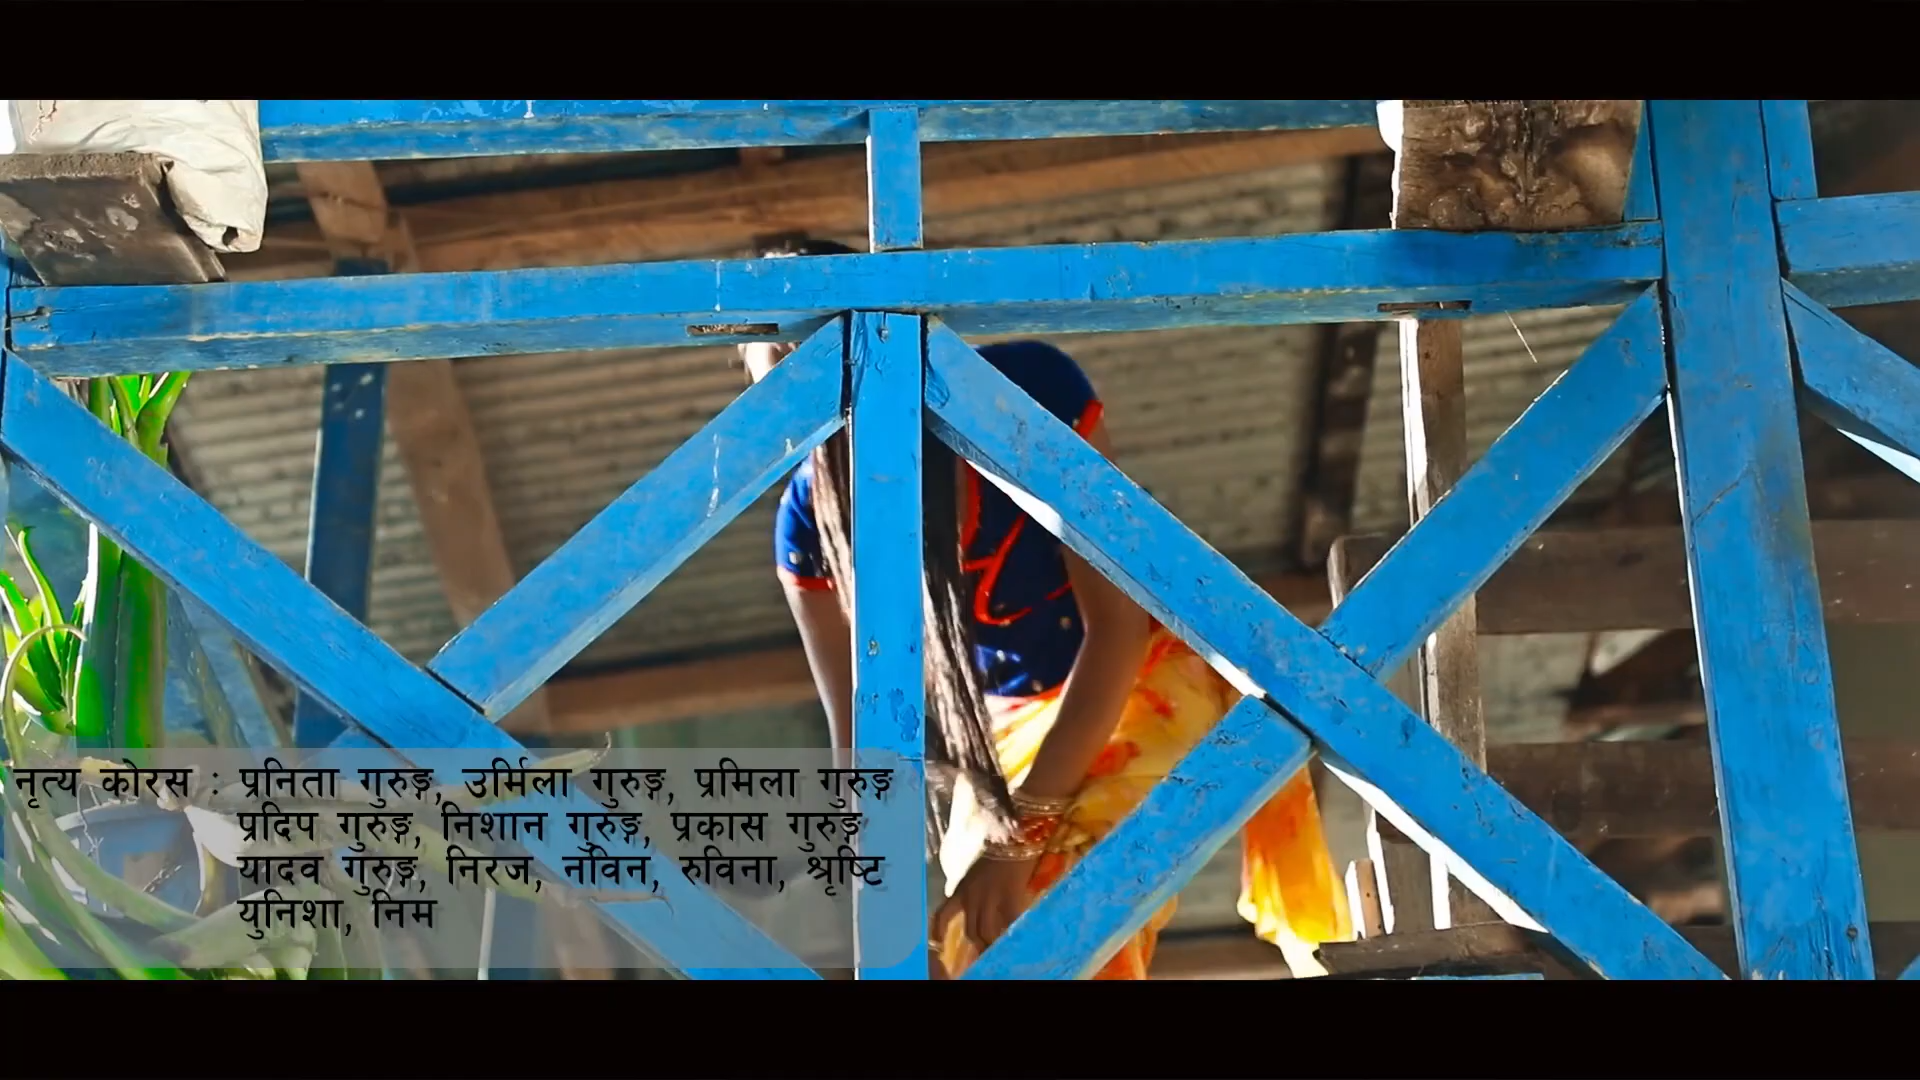 नृत्य कोरस : प्रनिता गुरुङ्ग, उर्मिला गुरुङ्ग, प्रमिला गुरुङ्ग
प्रदिप गुरुङ्ग, निशान गुरुङ्ग, प्रकास गुरुङ्ग
यादव गुरुङ्ग, निरज, नविन, रुविना, श्रृष्टि
युनिशा, निम